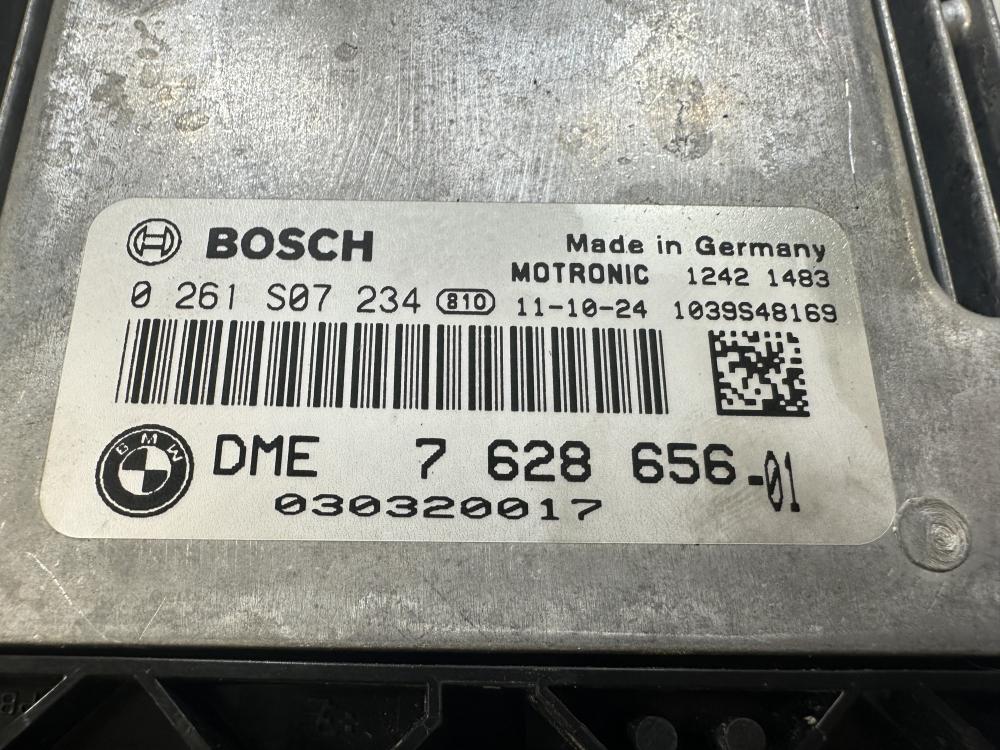 BOSCH
Made in Germany
MOTRONIC 1242 1483
0 261 S07 234 810 11-10-24 1039S48169
BMW
DME 7 628 656-01
030320017